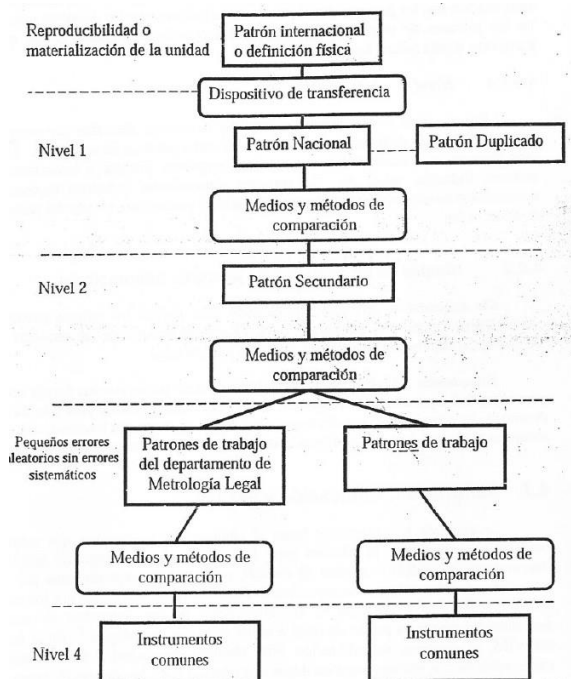 Reproducibilidad o
materialización de la unidad
Patrón internacional
o definición física
Dispositivo de transferencia
Nivel 1
Patrón Nacional
Patrón Duplicado
Medios y métodos de
comparación
Nivel 2
Patrón Secundario
Medios y métodos de
comparación
Pequeños errores
aleatorios sin errores
sistemáticos
Patrones de trabajo
del departamento de
Metrología Legal
Patrones de trabajo
Medios y métodos de
comparación
Medios y métodos de
comparación
Nivel 4
Instrumentos
comunes
Instrumentos
comunes